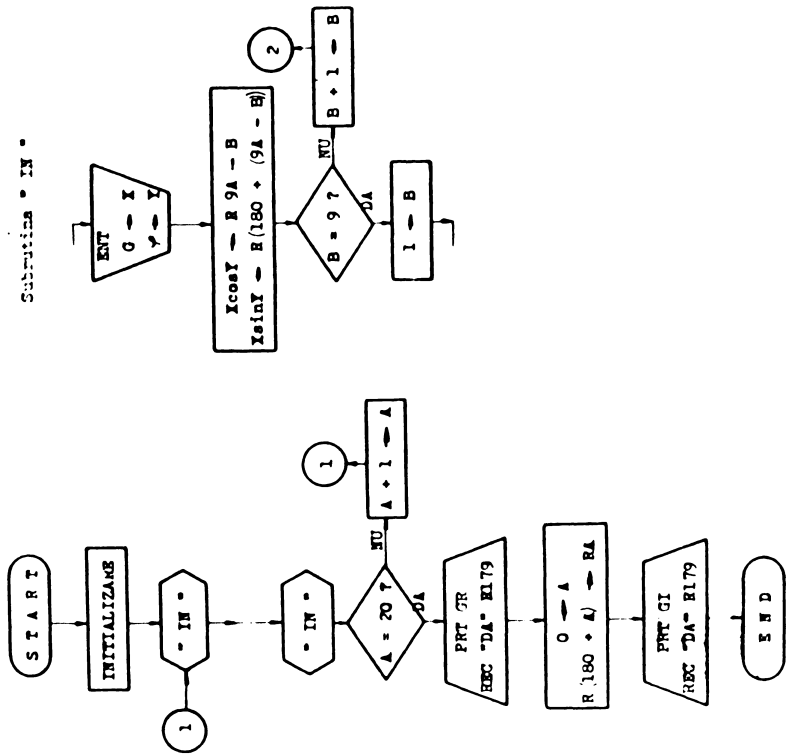 START
INITIALIZARE
1
" IN "
" IN "
A = 20 ?
NU
A + 1 → A
1
DA
PRT GR
REC "DA" R179
0 → A
R (180 + A) → RA
PRT GI
REC "DA" R179
END
Subrutina " IN "
ENT
G → X
φ → Y
XcosY → R 9A - B
XsinY → R(180 + (9A - B))
B = 9 ?
NU
B + 1 → B
2
DA
1 → B